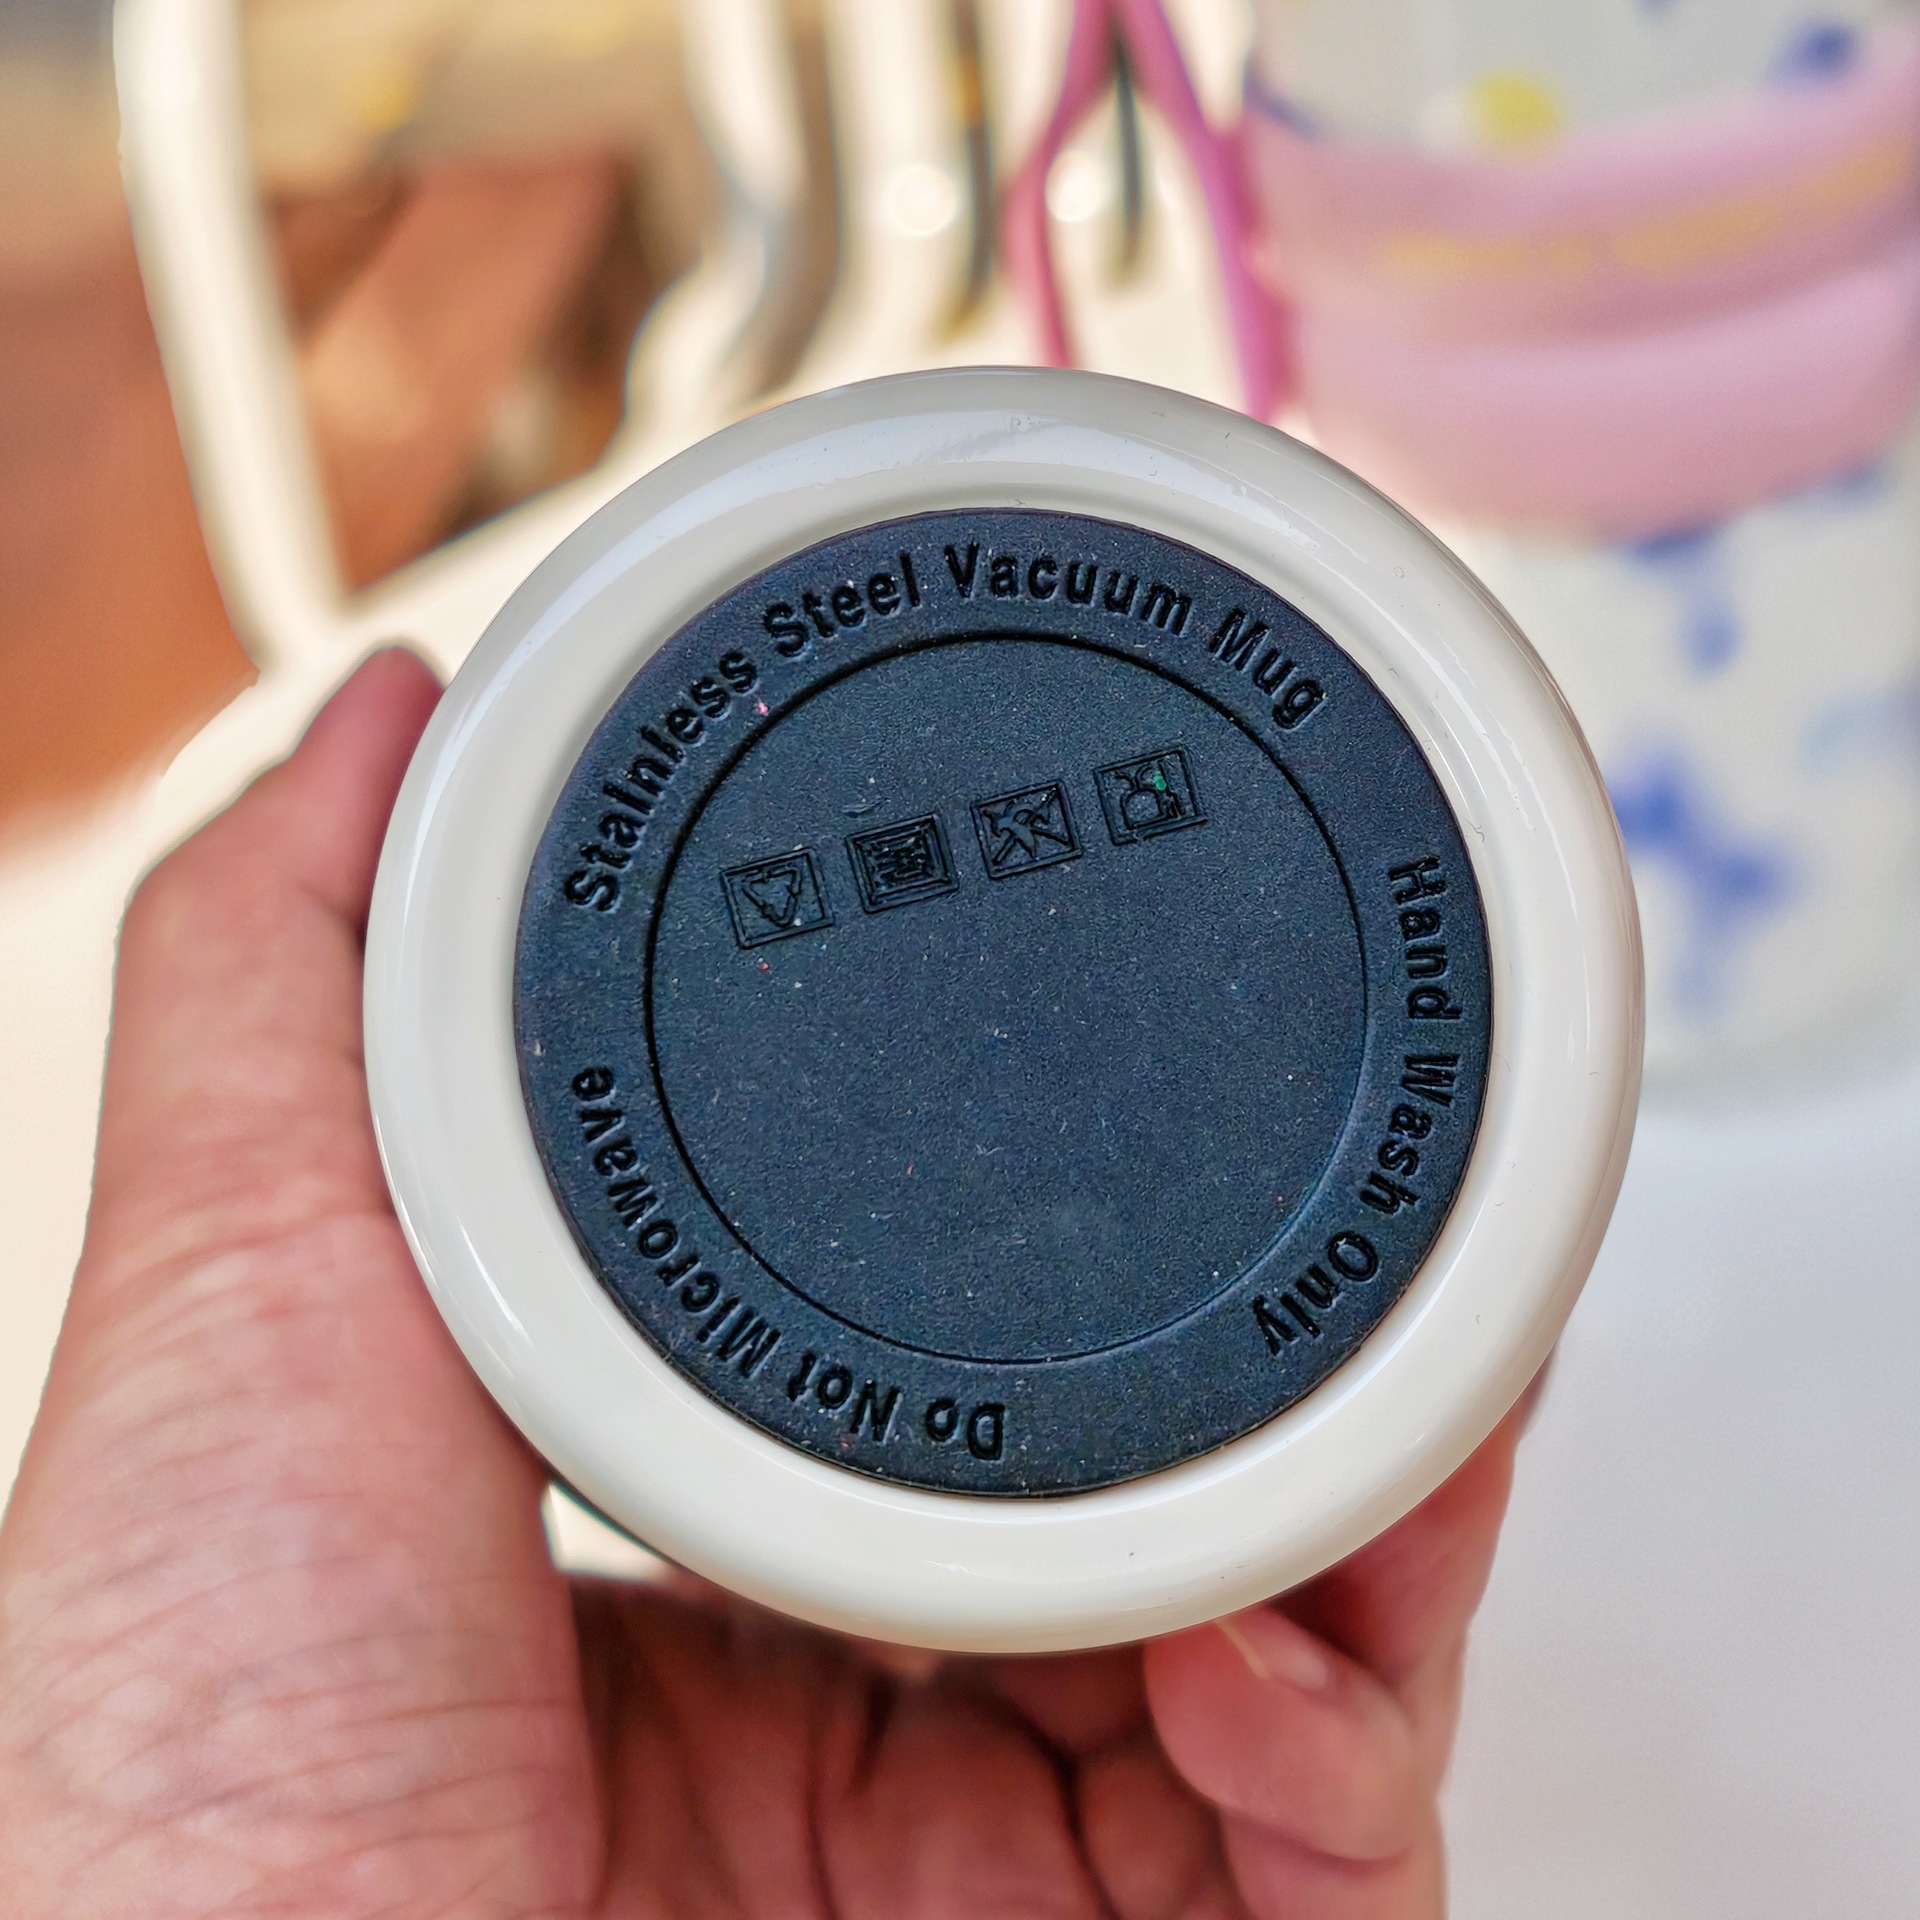 Stainless Steel Vacuum Mug
Hand Wash Only
Do Not Microwave